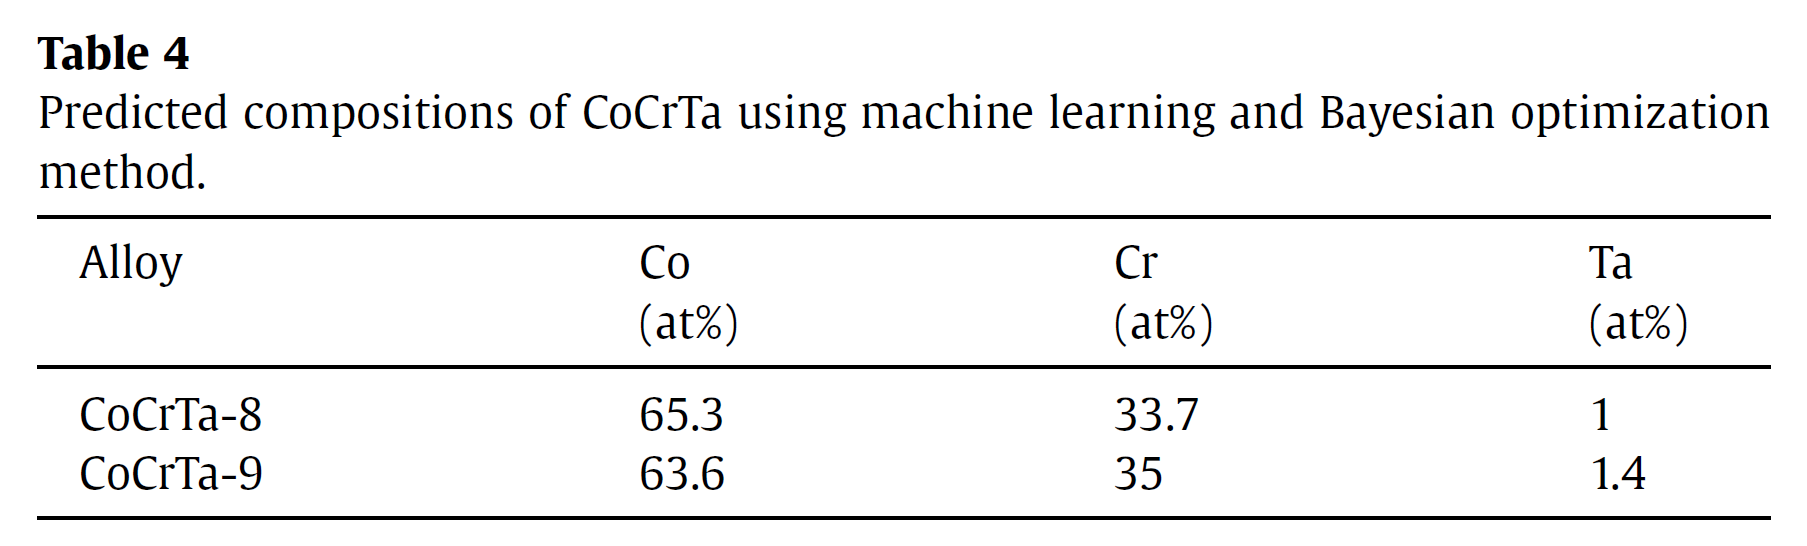 Table 4
Predicted compositions of CoCrTa using machine learning and Bayesian optimization
method.
Alloy Co Cr Ta
(at%) (at%) (at%)
CoCrTa-8 65.3 33.7 1
CoCrTa-9 63.6 35 1.4